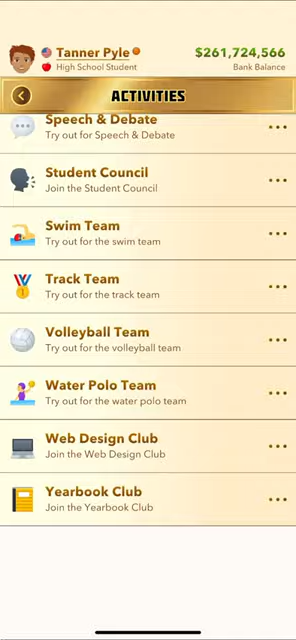 Tanner Pyle
$261,724,566
High School Student
Bank Balance
ACTIVITIES
Speech & Debate
Try out for Speech & Debate
Student Council
Join the Student Council
Swim Team
Try out for the swim team
Track Team
Try out for the track team
Volleyball Team
Try out for the volleyball team
Water Polo Team
Try out for the water polo team
Web Design Club
Join the Web Design Club
Yearbook Club
Join the Yearbook Club